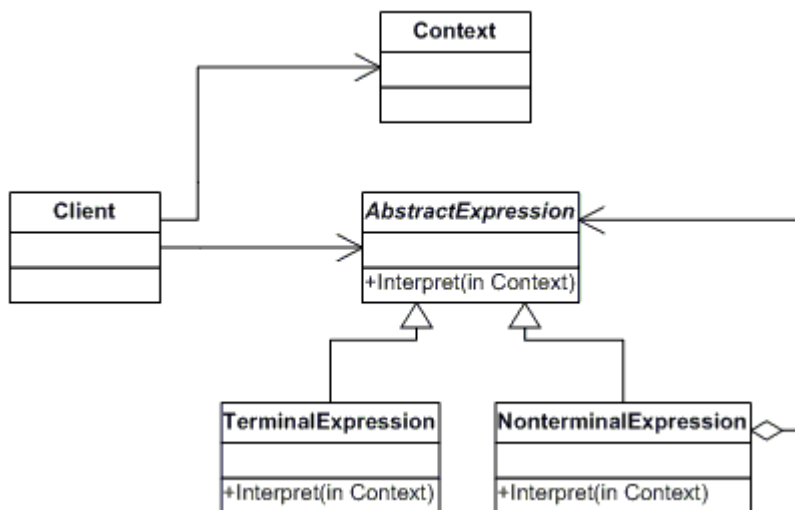 Context
Client
AbstractExpression
+Interpret(in Context)
TerminalExpression
+Interpret(in Context)
NonterminalExpression
+Interpret(in Context)